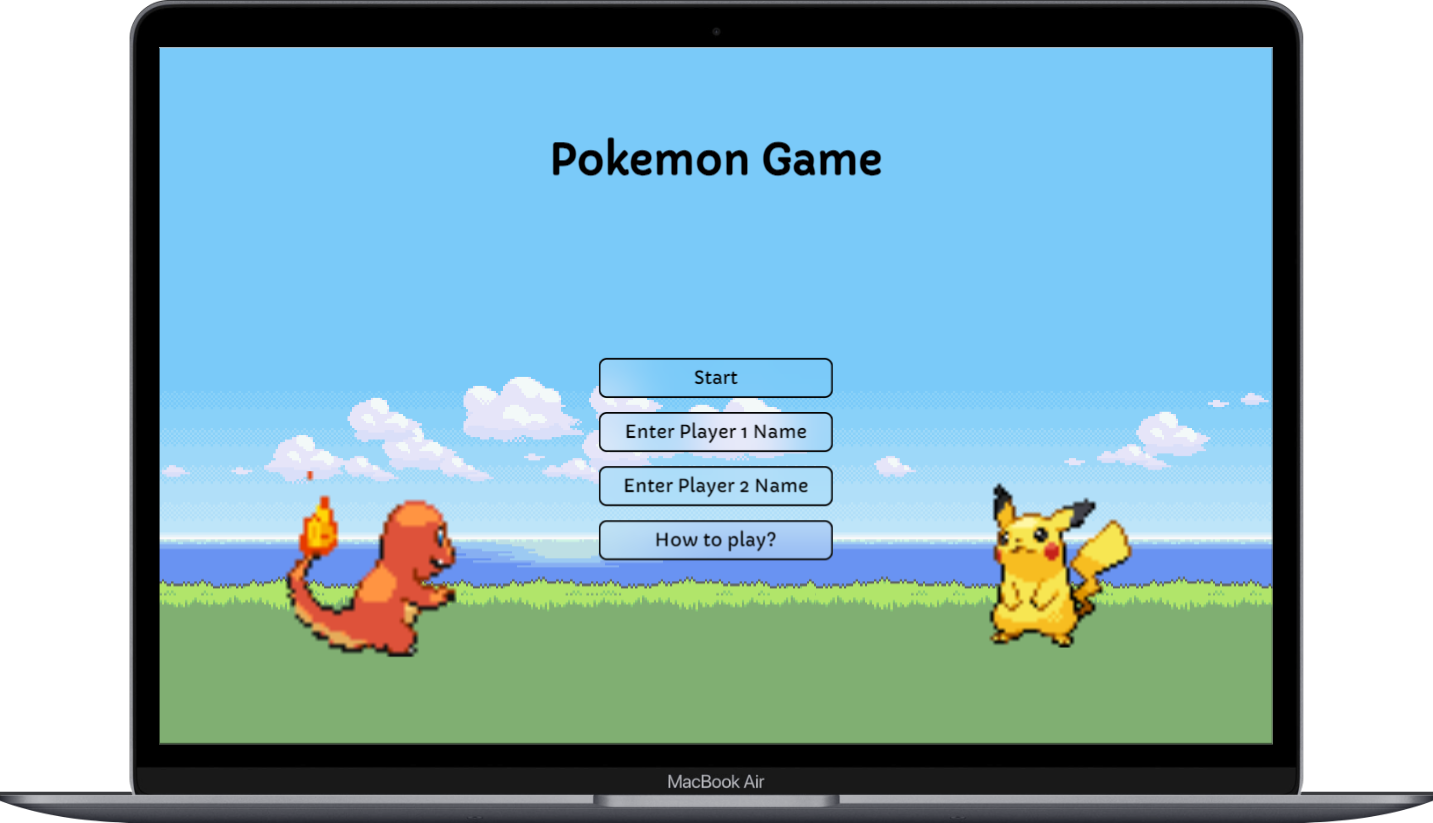 Pokemon Game
Start
Enter Player 1 Name
Enter Player 2 Name
How to play?
MacBook Air